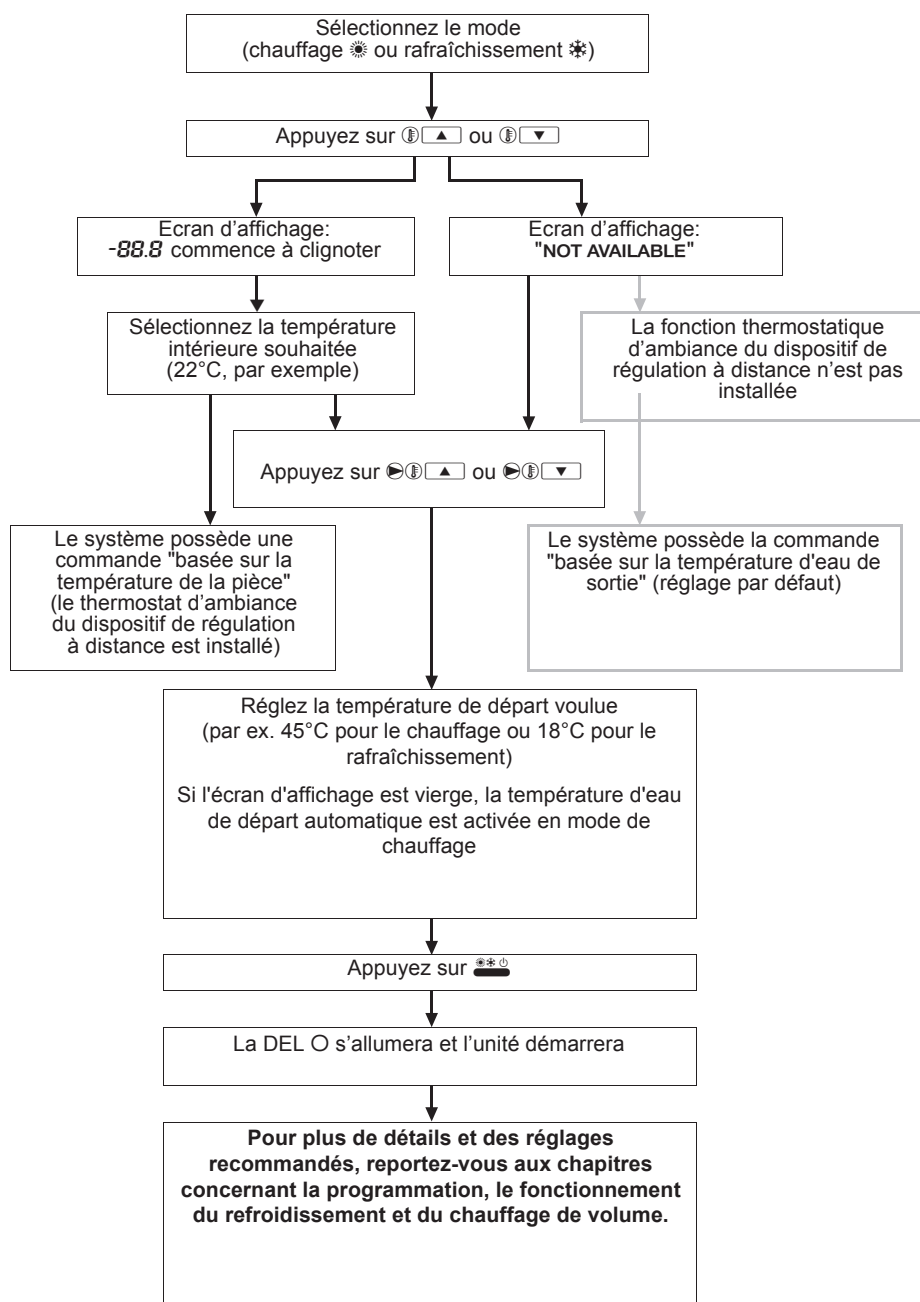 Sélectionnez le mode
(chauffage ☀ ou rafraîchissement ❄)
Appuyez sur ▲ ou ▼
Ecran d’affichage:
-88.8 commence à clignoter
Ecran d’affichage:
"NOT AVAILABLE"
Sélectionnez la température
intérieure souhaitée
(22°C, par exemple)
La fonction thermostatique
d’ambiance du dispositif de
régulation à distance n’est pas
installée
Appuyez sur ▲ ou ▼
Le système possède une
commande "basée sur la
température de la pièce"
(le thermostat d’ambiance
du dispositif de régulation
à distance est installé)
Le système possède la commande
"basée sur la température d'eau de
sortie" (réglage par défaut)
Réglez la température de départ voulue
(par ex. 45°C pour le chauffage ou 18°C pour le
rafraîchissement)
Si l'écran d'affichage est vierge, la température d'eau
de départ automatique est activée en mode de
chauffage
Appuyez sur
La DEL O s’allumera et l’unité démarrera
Pour plus de détails et des réglages
recommandés, reportez-vous aux chapitres
concernant la programmation, le fonctionnement
du refroidissement et du chauffage de volume.